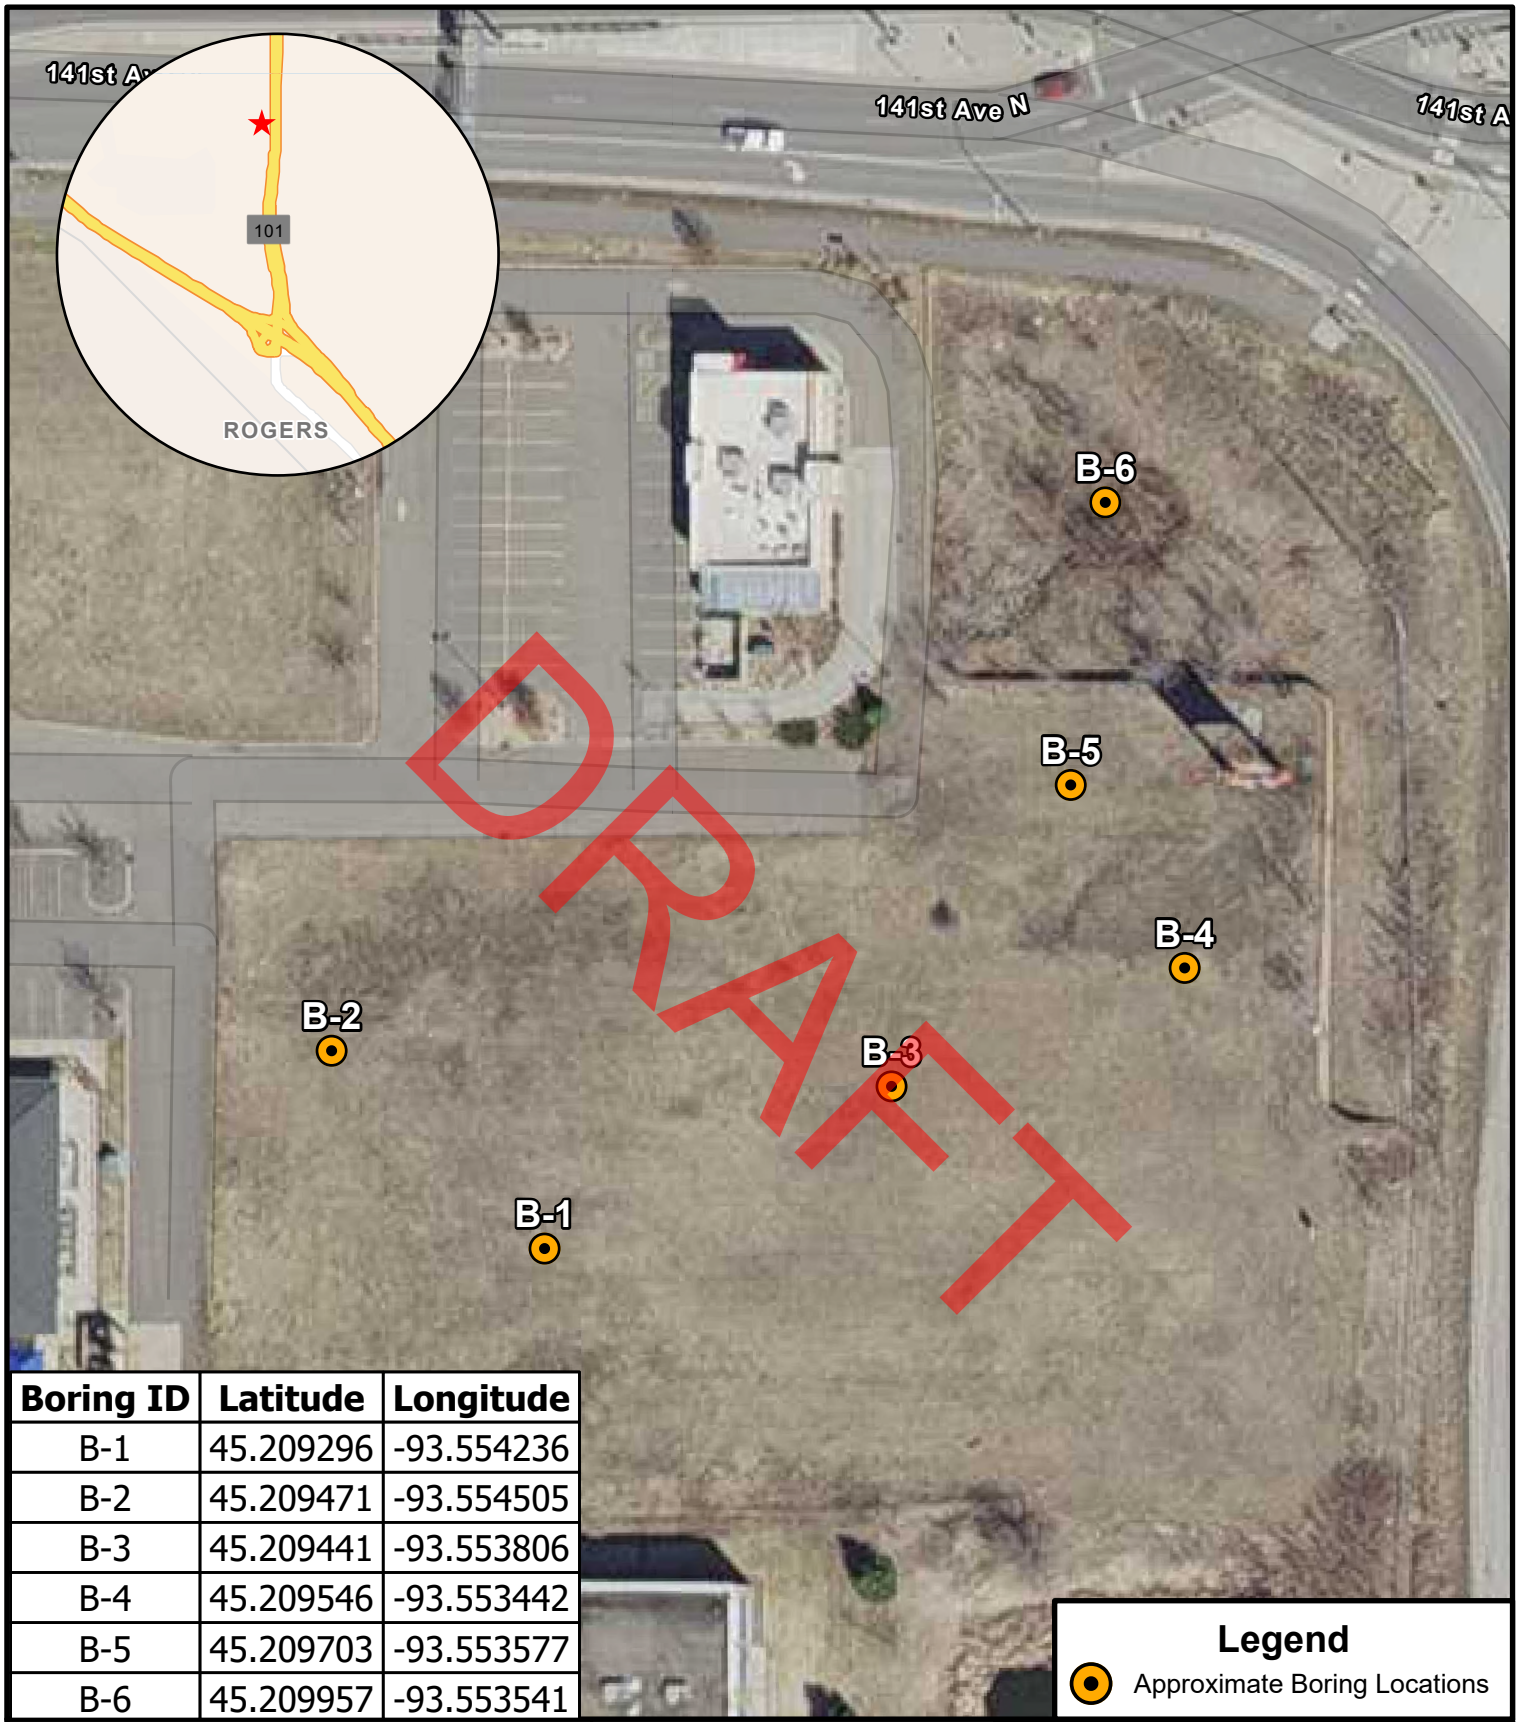 141st Av
141st Ave N
141st A
101
ROGERS
B-6
B-5
B-4
B-2
B-3
B-1
DRAFT
Boring ID Latitude Longitude
B-1 45.209296 -93.554236
B-2 45.209471 -93.554505
B-3 45.209441 -93.553806
B-4 45.209546 -93.553442
B-5 45.209703 -93.553577
B-6 45.209957 -93.553541
Legend
Approximate Boring Locations